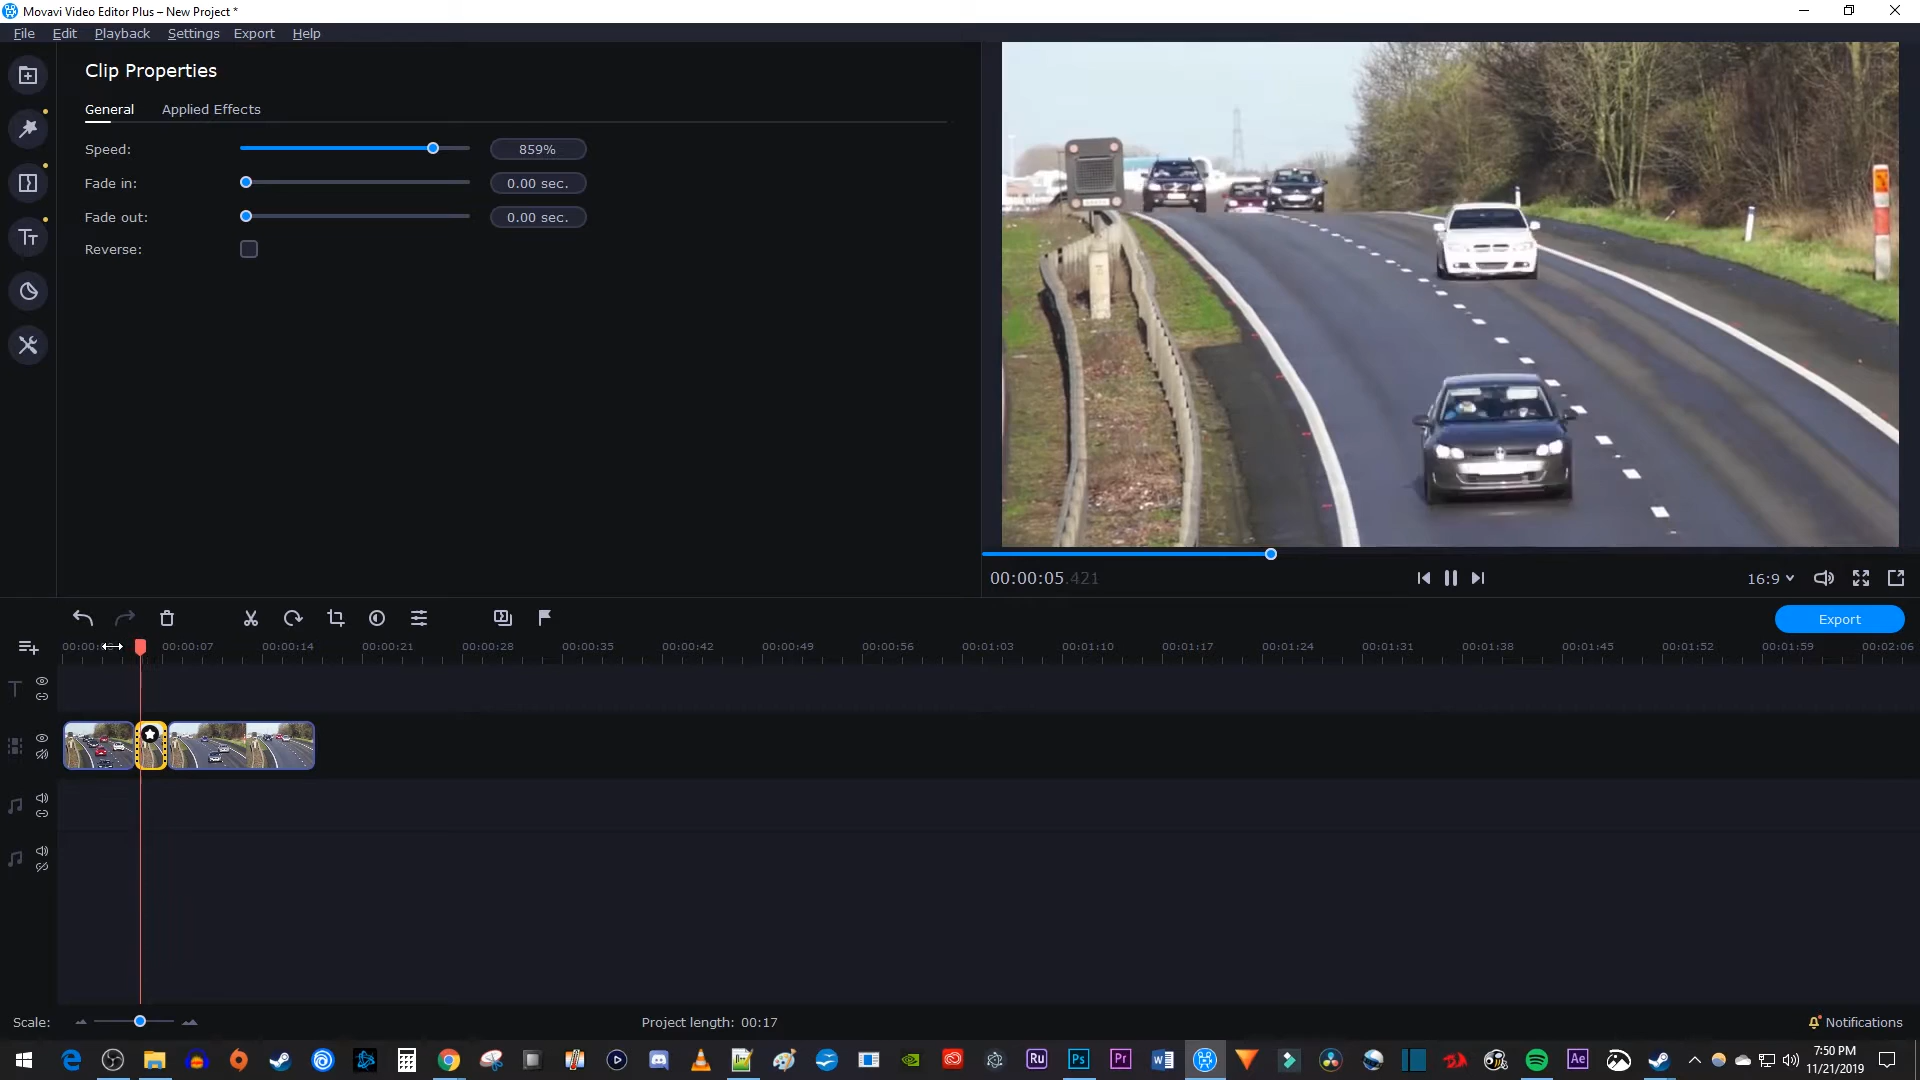 Movavi Video Editor Plus – New Project *
File Edit Playback Settings Export Help
Clip Properties
General Applied Effects
Speed: 859%
Fade in: 0.00 sec.
Fade out: 0.00 sec.
Reverse:
00:00:05.421
16:9
Export
00:00:07 00:00:14 00:00:21 00:00:28 00:00:35 00:00:42 00:00:49 00:00:56 00:01:03 00:01:10 00:01:17 00:01:24 00:01:31 00:01:38 00:01:45 00:01:52 00:01:59 00:02:06
Scale:
Project length: 00:17
Notifications
Ru Ps Pr Ae
7:50 PM
11/21/2019